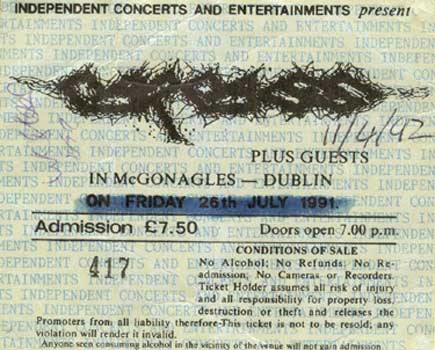 INDEPENDENT CONCERTS AND ENTERTAINMENTS present
carcass
11/4/92
PLUS GUESTS
IN McGONAGLES — DUBLIN
ON FRIDAY 26th JULY 1991.
Admission £7.50 Doors open 7.00 p.m.
417
CONDITIONS OF SALE
No Alcohol; No Refunds; No Re-
admission; No Cameras or Recorders.
Ticket Holder assumes all risk of injury
and all responsibility for property loss,
destruction or theft and releases the
Promoters from all liability therefore-This ticket is not to be resold; any
violation will render it invalid.
Anyone seen consuming alcohol in the vicinity of the venue will not gain admission.